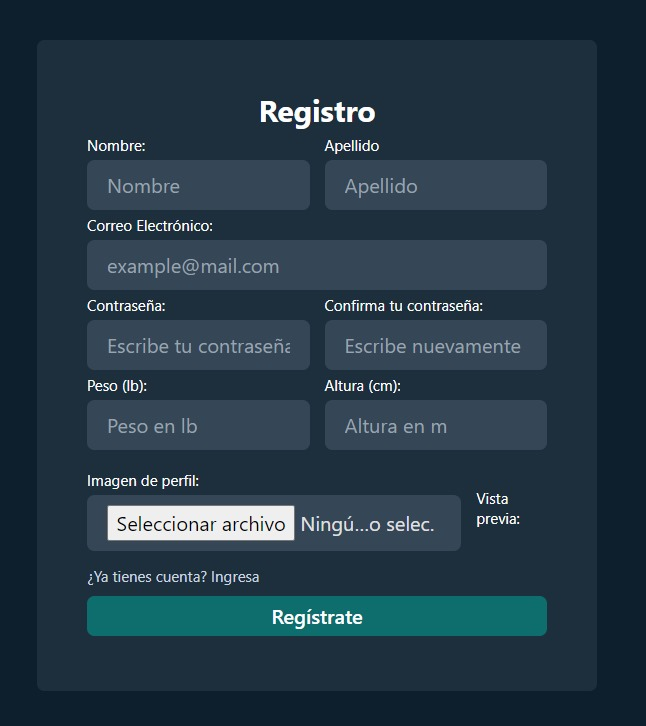 Registro
Nombre: Apellido
Nombre Apellido
Correo Electrónico:
example@mail.com
Contraseña: Confirma tu contraseña:
Escribe tu contraseña Escribe nuevamente
Peso (lb): Altura (cm):
Peso en lb Altura en m
Imagen de perfil:
Vista
previa:
Seleccionar archivo Ningú...o selec.
¿Ya tienes cuenta? Ingresa
Regístrate